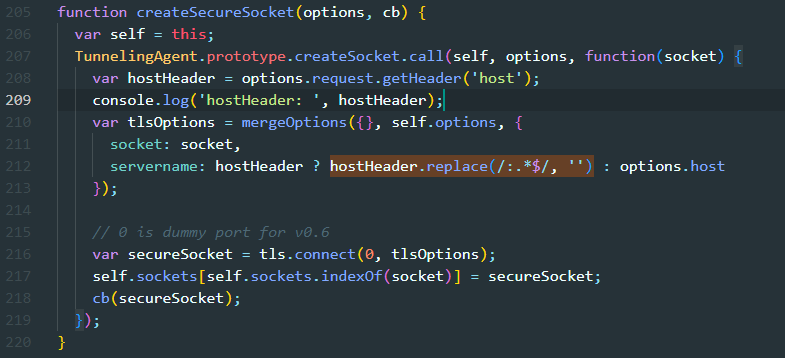 205 function createSecureSocket(options, cb) {
206 var self = this;
207 TunnelingAgent.prototype.createSocket.call(self, options, function(socket) {
208 var hostHeader = options.request.getHeader('host');
209 console.log('hostHeader: ', hostHeader);
210 var tlsOptions = mergeOptions({}, self.options, {
211 socket: socket,
212 servername: hostHeader ? hostHeader.replace(/:.*$/, '') : options.host
213 });
214
215 // 0 is dummy port for v0.6
216 var secureSocket = tls.connect(0, tlsOptions);
217 self.sockets[self.sockets.indexOf(socket)] = secureSocket;
218 cb(secureSocket);
219 });
220 }